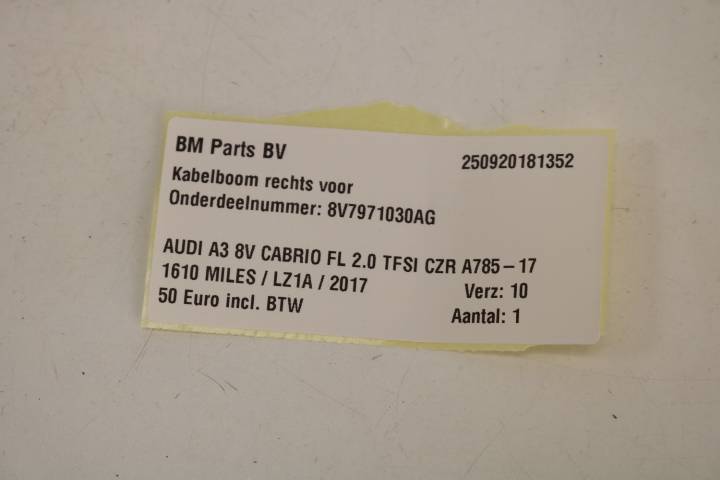 BM Parts BV 250920181352
Kabelboom rechts voor
Onderdeelnummer: 8V7971030AG
AUDI A3 8V CABRIO FL 2.0 TFSI CZR A785-17
1610 MILES / LZ1A / 2017 Verz: 10
50 Euro incl. BTW Aantal: 1